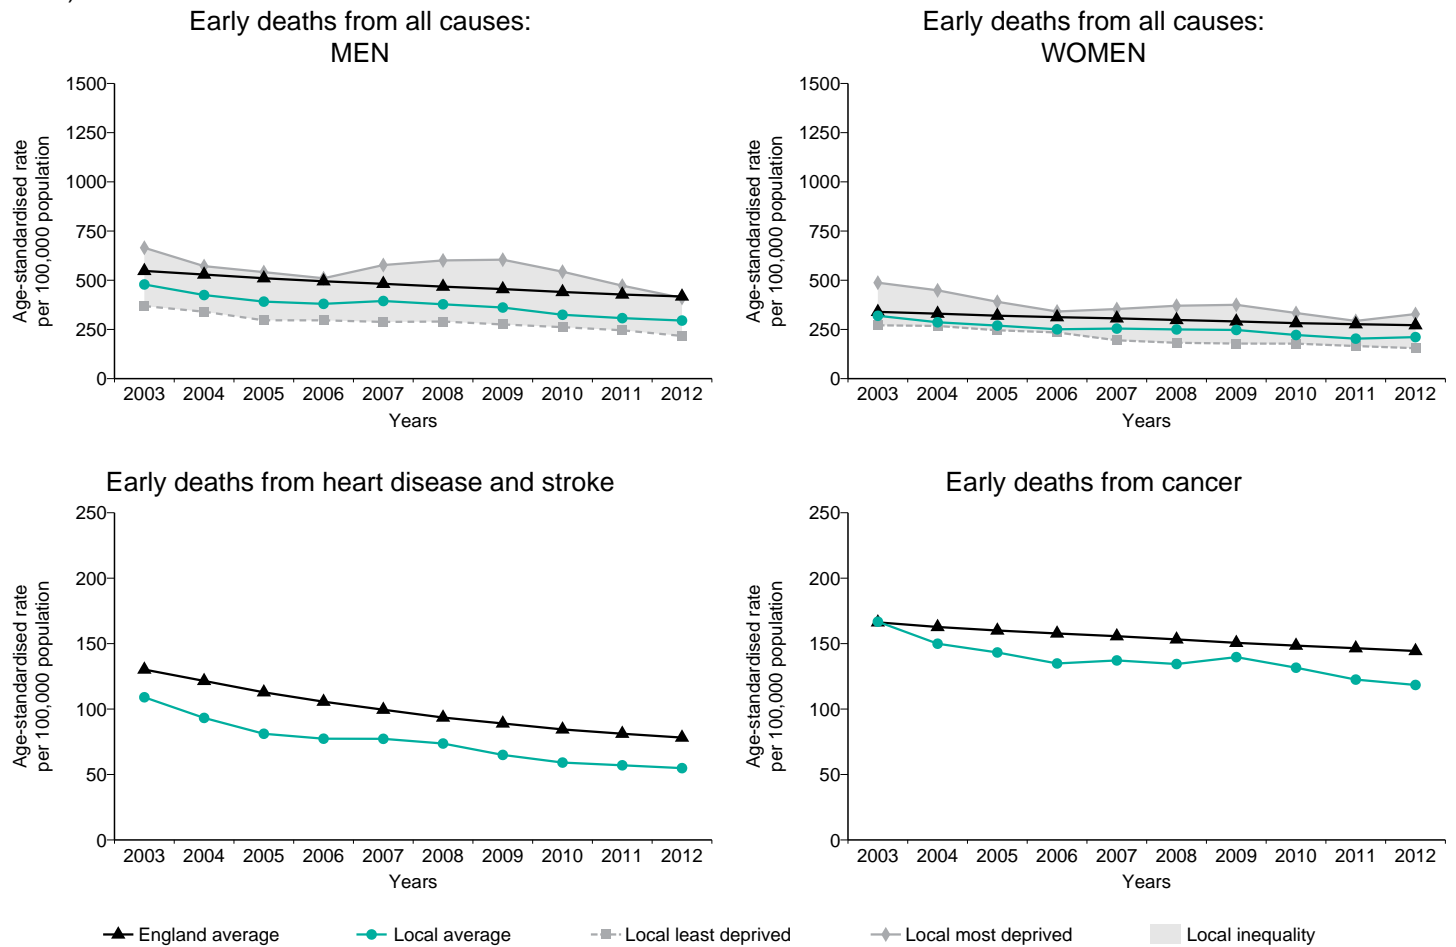 Early deaths from all causes:
MEN
Age-standardised rate
per 100,000 population
1500
1250
1000
750
500
250
0
2003 2004 2005 2006 2007 2008 2009 2010 2011 2012
Years
Early deaths from all causes:
WOMEN
Age-standardised rate
per 100,000 population
1500
1250
1000
750
500
250
0
2003 2004 2005 2006 2007 2008 2009 2010 2011 2012
Years
Early deaths from heart disease and stroke
Age-standardised rate
per 100,000 population
250
200
150
100
50
0
2003 2004 2005 2006 2007 2008 2009 2010 2011 2012
Years
Early deaths from cancer
Age-standardised rate
per 100,000 population
250
200
150
100
50
0
2003 2004 2005 2006 2007 2008 2009 2010 2011 2012
Years
England average
Local average
Local least deprived
Local most deprived
Local inequality